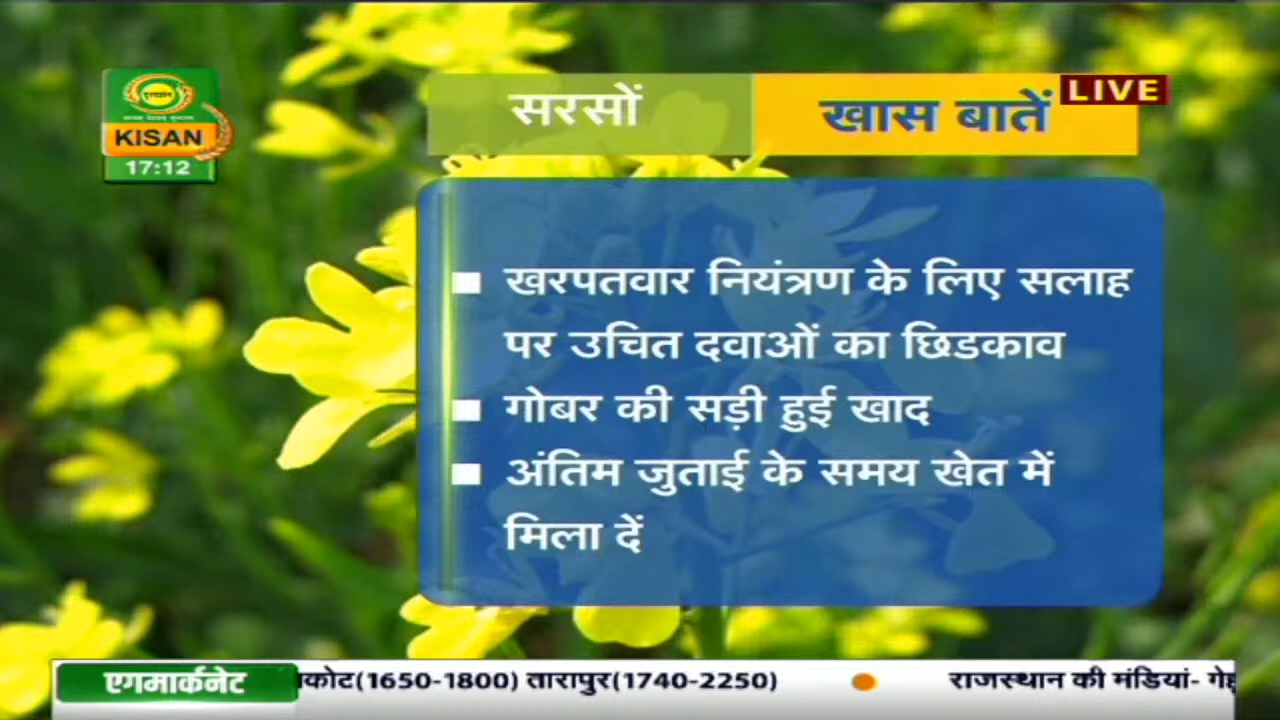 KISAN
17:12
सरसों
खास बातें
LIVE
खरपतवार नियंत्रण के लिए सलाह
पर उचित दवाओं का छिडकाव
गोबर की सड़ी हुई खाद
अंतिम जुताई के समय खेत में
मिला दें
एगमार्कनेट
कोट(1650-1800) तारापुर(1740-2250)
राजस्थान की मंडियां-